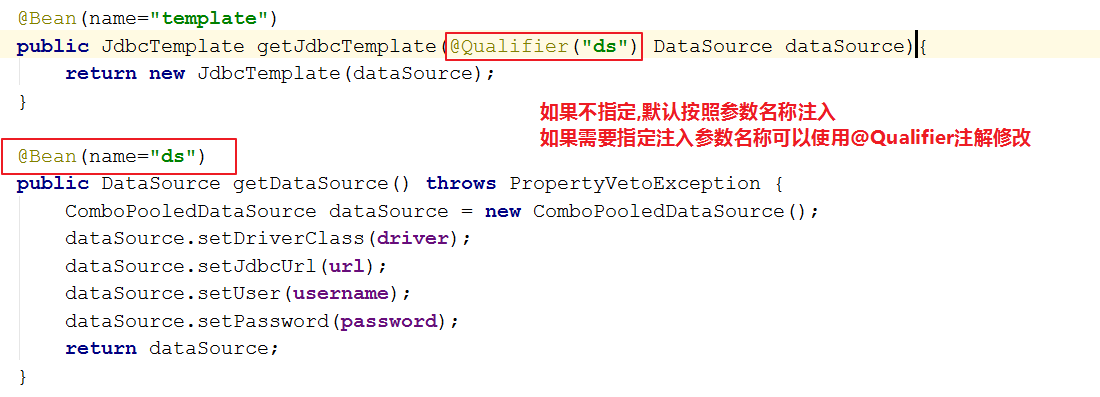 @Bean(name="template")
public JdbcTemplate getJdbcTemplate(@Qualifier("ds") DataSource dataSource){
    return new JdbcTemplate(dataSource);
}
如果不指定,默认按照参数名称注入
如果需要指定注入参数名称可以使用@Qualifier注解修改
@Bean(name="ds")
public DataSource getDataSource() throws PropertyVetoException {
    ComboPooledDataSource dataSource = new ComboPooledDataSource();
    dataSource.setDriverClass(driver);
    dataSource.setJdbcUrl(url);
    dataSource.setUser(username);
    dataSource.setPassword(password);
    return dataSource;
}